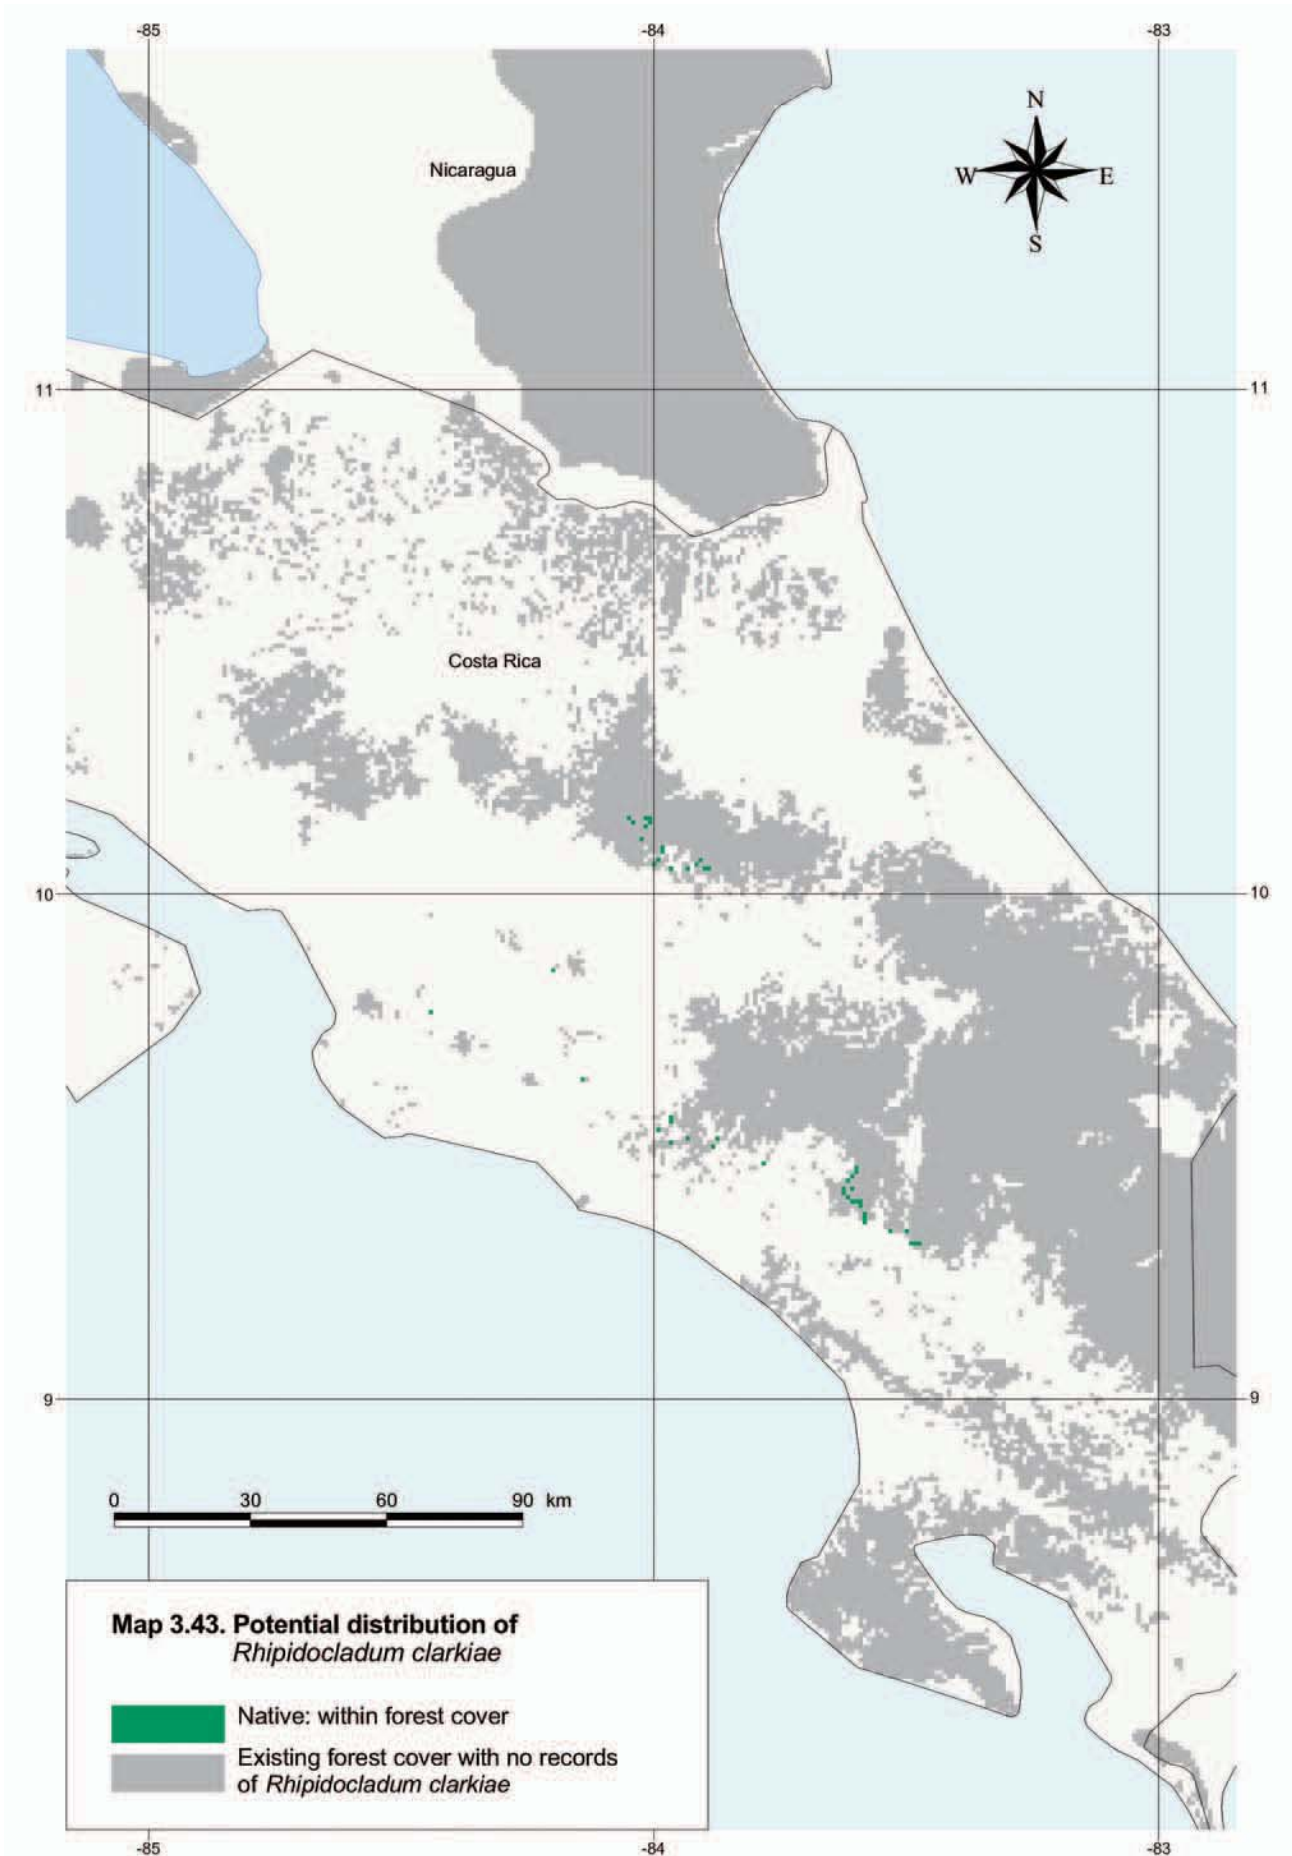 -85 -84 -83
N
W E
S
Nicaragua
11 11
Costa Rica
10 10
9 9
0 30 60 90 km
Map 3.43. Potential distribution of
Rhipidocladum clarkiae
Native: within forest cover
Existing forest cover with no records
of Rhipidocladum clarkiae
-85 -84 -83